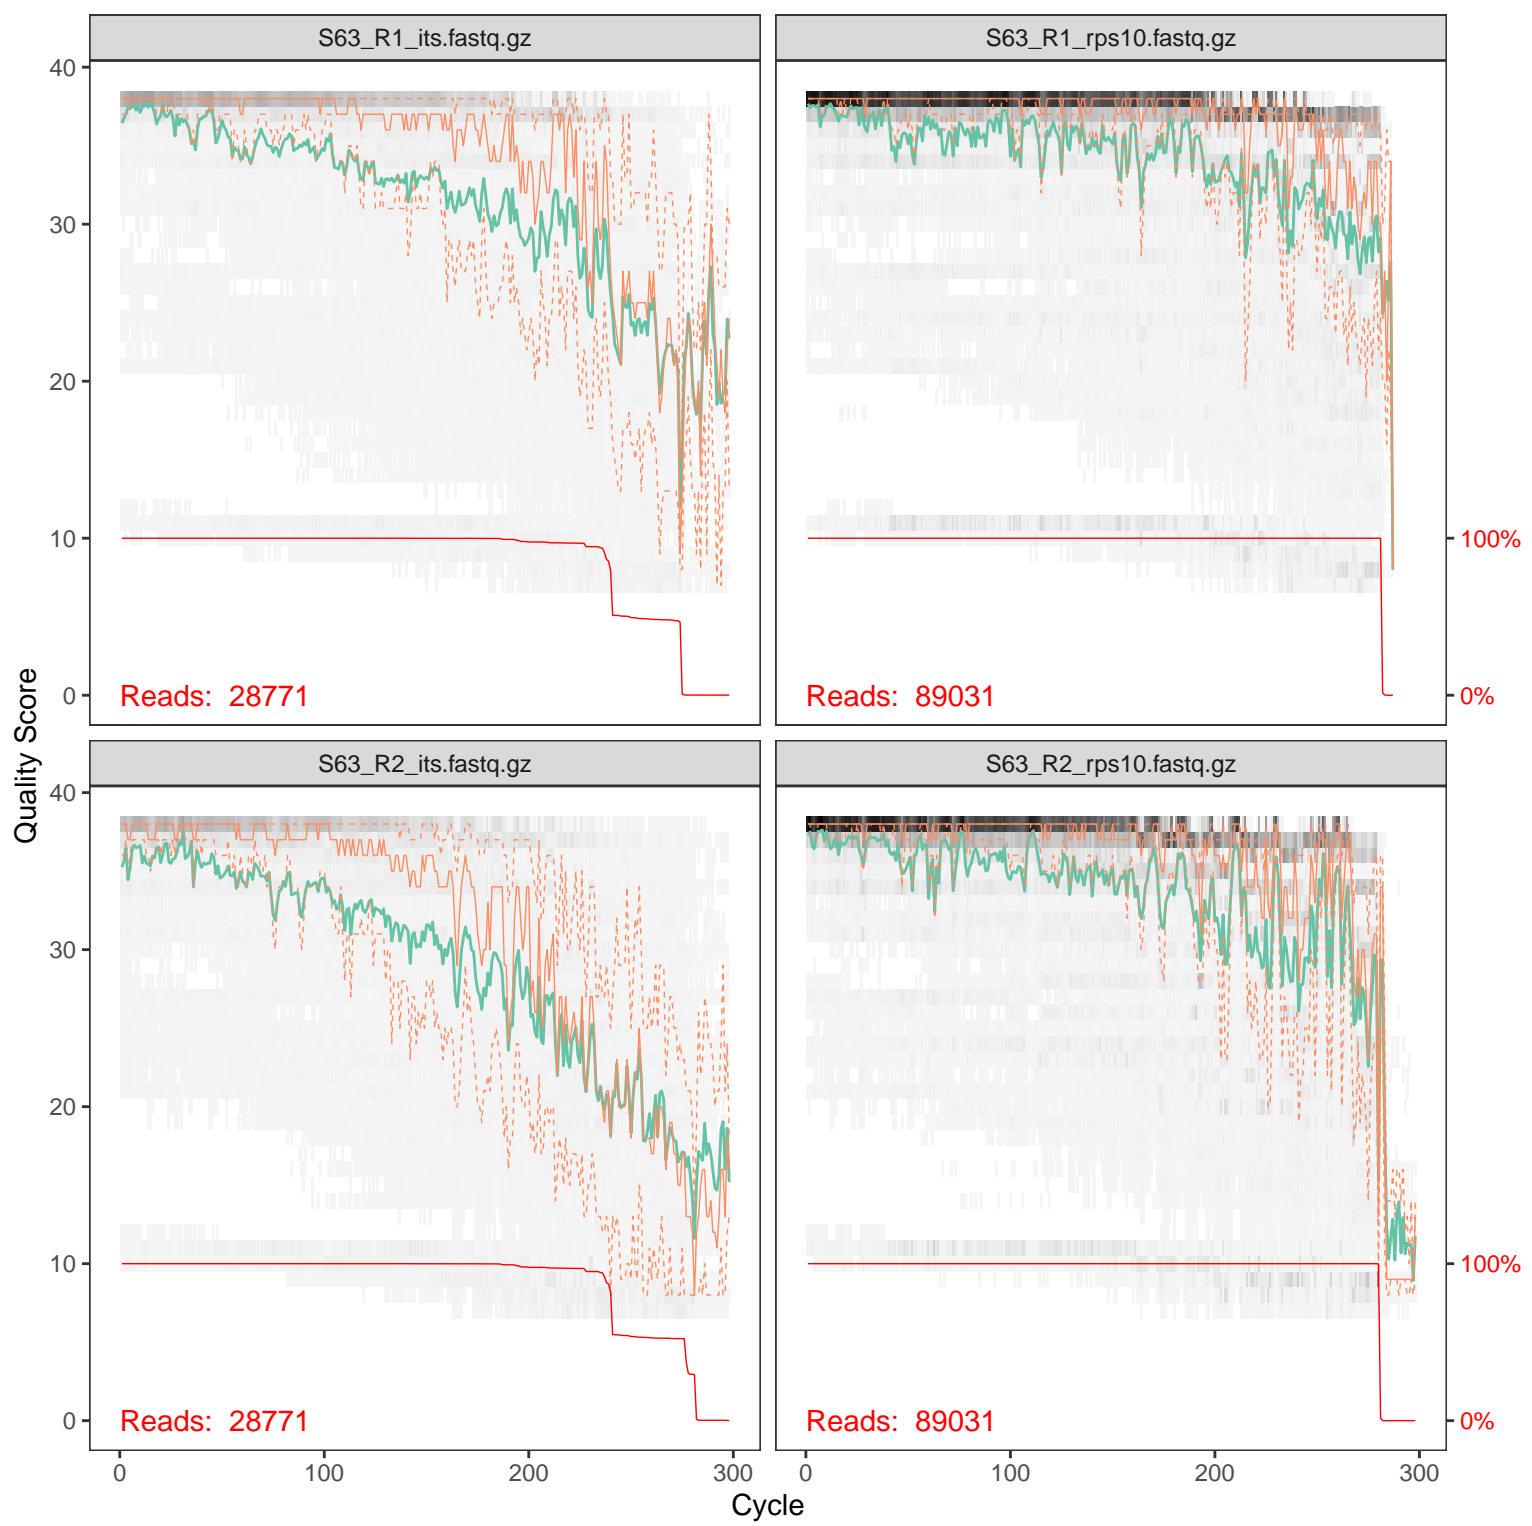 S63_R1_its.fastq.gz
S63_R1_rps10.fastq.gz
40
30
20
10
0
100%
0%
Reads:  28771
Reads:  89031
Quality Score
S63_R2_its.fastq.gz
S63_R2_rps10.fastq.gz
40
30
20
10
0
100%
0%
Reads:  28771
Reads:  89031
0
100
200
300
0
100
200
300
Cycle